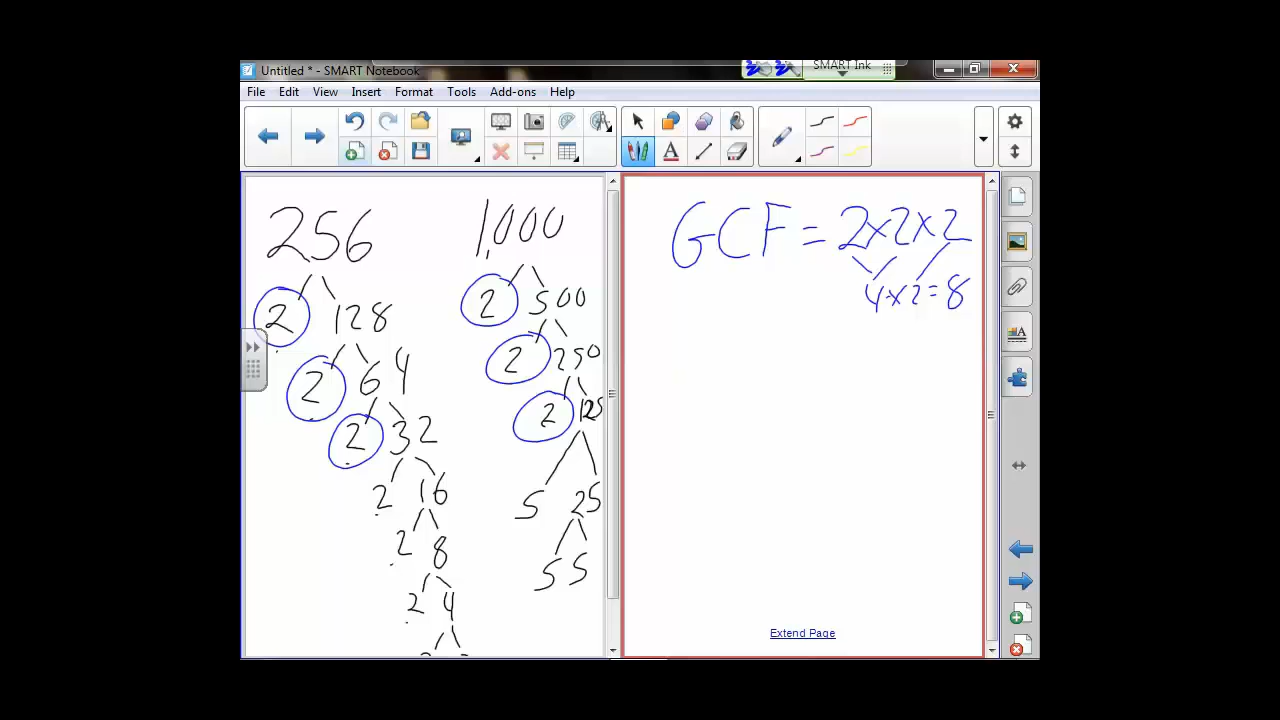 Untitled * - SMART Notebook
SMART Ink
File Edit View Insert Format Tools Add-ons Help
256
2 128
2 64
2 32
2 16
2 8
2 4
1,000
2 500
2 250
2 125
5 25
5 5
GCF = 2×2×2
4×2=8
Extend Page